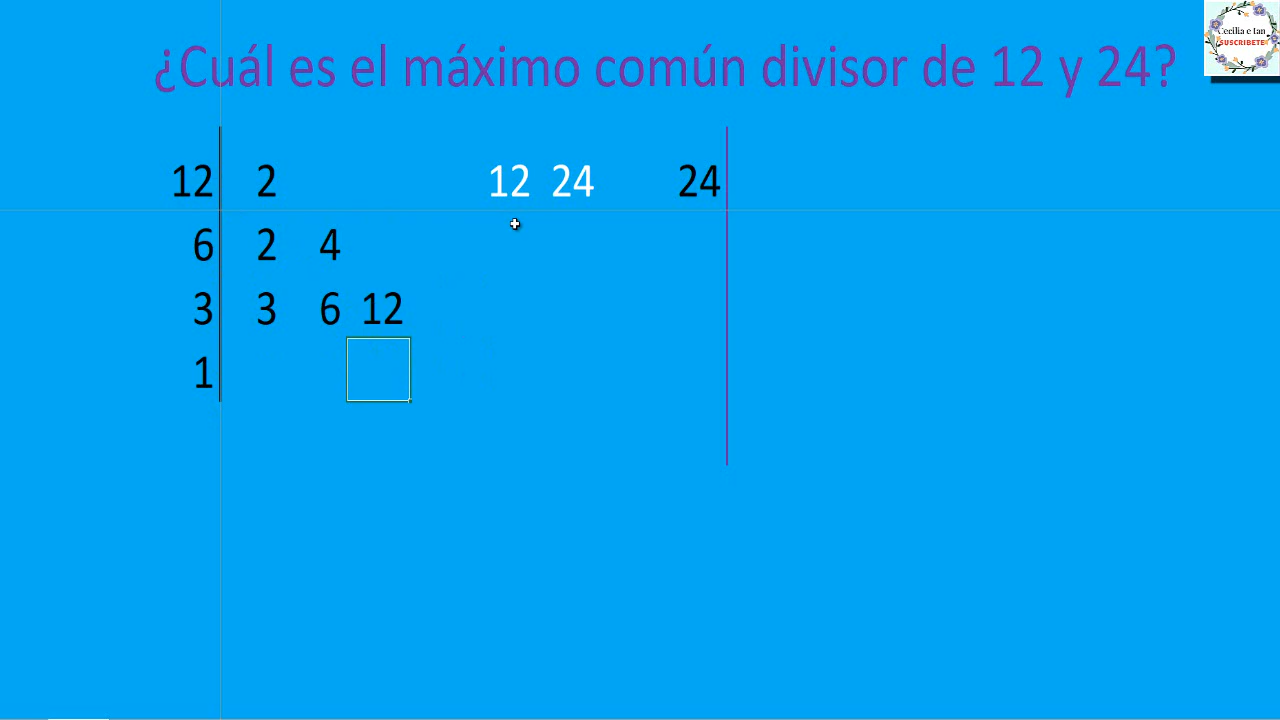 ¿Cuál es el máximo común divisor de 12 y 24?
Cecilia e tan
SUSCRIBETE
12 2 12 24 24
6 2 4
3 3 6 12
1